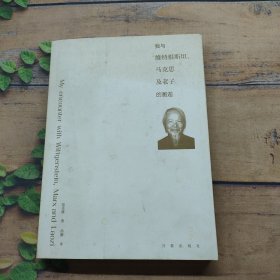 我与
维特根斯坦、
马克思
及老子
的邂逅
My encounter with Wittgenstein, Marx and Laozi